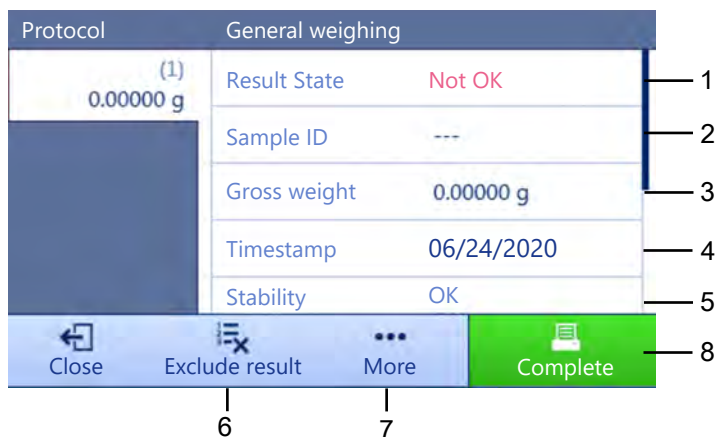 Protocol
General weighing
(1)
0.00000 g
Result State Not OK 1
Sample ID --- 2
Gross weight 0.00000 g 3
Timestamp 06/24/2020 4
Stability OK 5
Close Exclude result More Complete 8
6 7